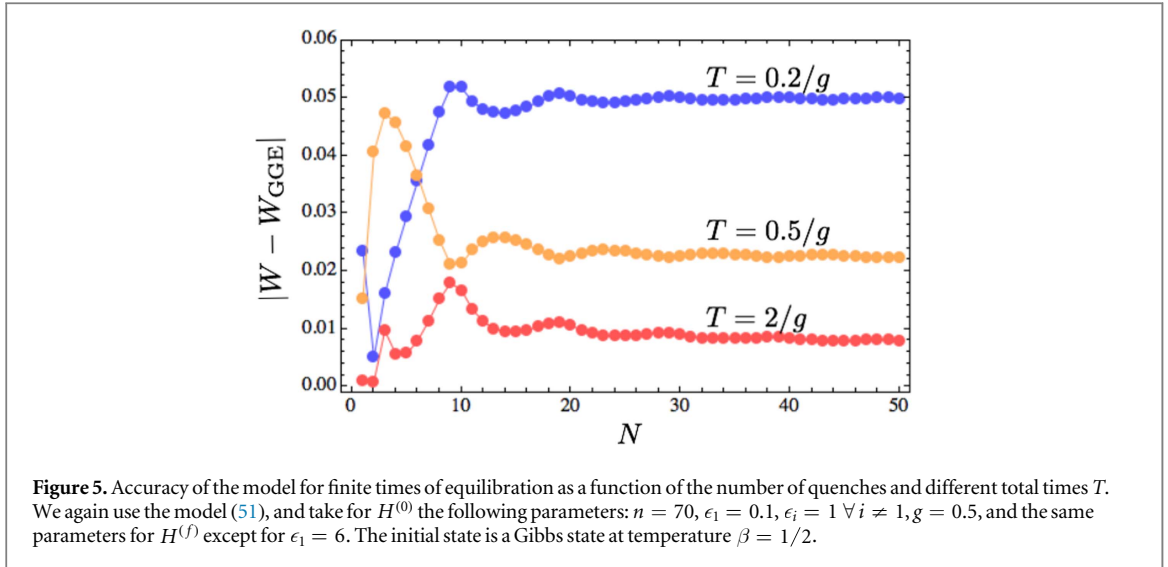 0.06
0.05
0.04
0.03
0.02
0.01
0.00
|W − W_GGE|
T = 0.2/g
T = 0.5/g
T = 2/g
0 10 20 30 40 50
N
Figure 5. Accuracy of the model for finite times of equilibration as a function of the number of quenches and different total times T.
We again use the model (51), and take for H^(0) the following parameters: n = 70, ϵ₁ = 0.1, ϵᵢ = 1 ∀ i ≠ 1, g = 0.5, and the same
parameters for H^(f) except for ϵ₁ = 6. The initial state is a Gibbs state at temperature β = 1/2.